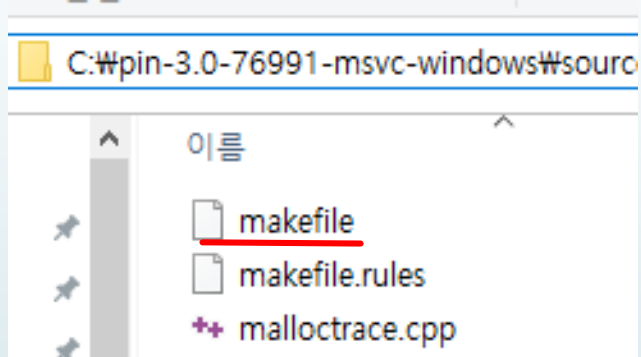 C:₩pin-3.0-76991-msvc-windows₩sourc
이름
makefile
makefile.rules
malloctrace.cpp